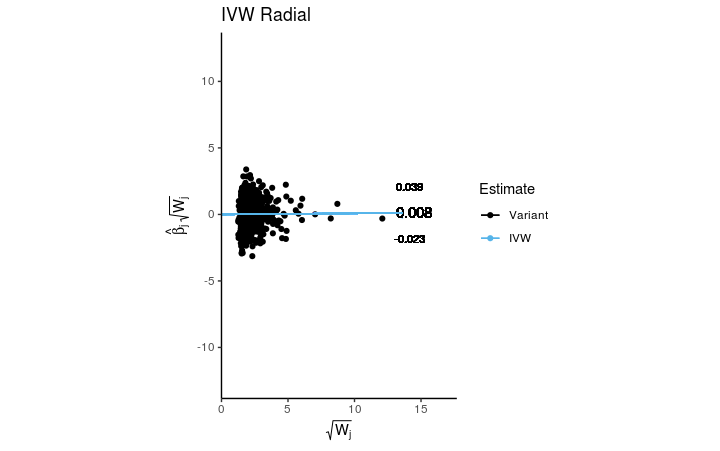 IVW Radial
10
5
0
-5
-10
0.039
0.008
-0.023
0 5 10 15
√Wj
β̂j√Wj
Estimate
Variant
IVW